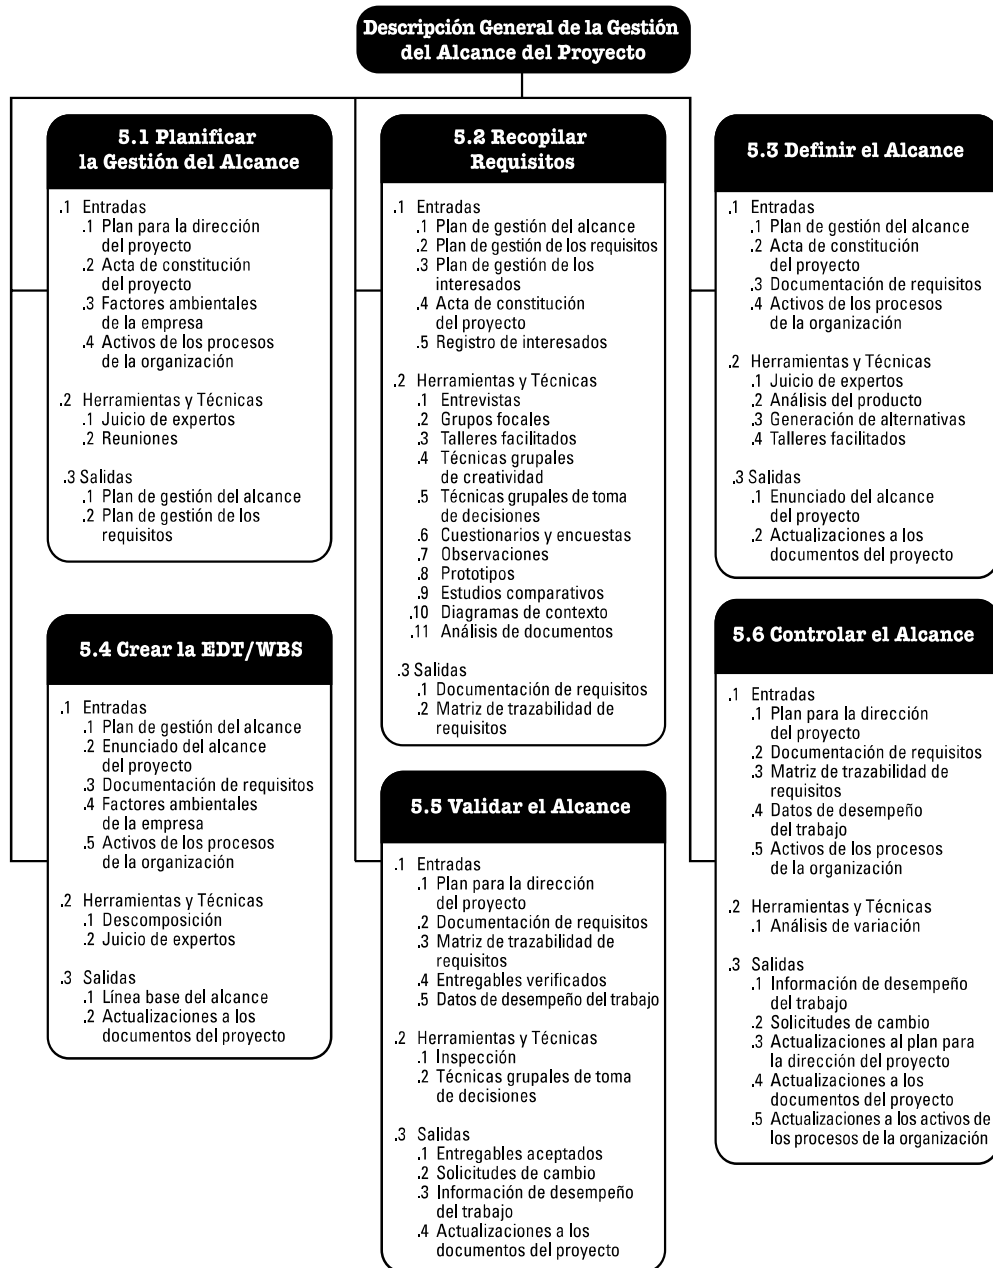 Descripción General de la Gestión
del Alcance del Proyecto
5.1 Planificar
la Gestión del Alcance
.1 Entradas
.1 Plan para la dirección
del proyecto
.2 Acta de constitución
del proyecto
.3 Factores ambientales
de la empresa
.4 Activos de los procesos
de la organización
.2 Herramientas y Técnicas
.1 Juicio de expertos
.2 Reuniones
.3 Salidas
.1 Plan de gestión del alcance
.2 Plan de gestión de los
requisitos
5.2 Recopilar
Requisitos
.1 Entradas
.1 Plan de gestión del alcance
.2 Plan de gestión de los requisitos
.3 Plan de gestión de los
interesados
.4 Acta de constitución
del proyecto
.5 Registro de interesados
.2 Herramientas y Técnicas
.1 Entrevistas
.2 Grupos focales
.3 Talleres facilitados
.4 Técnicas grupales
de creatividad
.5 Técnicas grupales de toma
de decisiones
.6 Cuestionarios y encuestas
.7 Observaciones
.8 Prototipos
.9 Estudios comparativos
.10 Diagramas de contexto
.11 Análisis de documentos
.3 Salidas
.1 Documentación de requisitos
.2 Matriz de trazabilidad de
requisitos
5.3 Definir el Alcance
.1 Entradas
.1 Plan de gestión del alcance
.2 Acta de constitución
del proyecto
.3 Documentación de requisitos
.4 Activos de los procesos
de la organización
.2 Herramientas y Técnicas
.1 Juicio de expertos
.2 Análisis del producto
.3 Generación de alternativas
.4 Talleres facilitados
.3 Salidas
.1 Enunciado del alcance
del proyecto
.2 Actualizaciones a los
documentos del proyecto
5.4 Crear la EDT/WBS
.1 Entradas
.1 Plan de gestión del alcance
.2 Enunciado del alcance
del proyecto
.3 Documentación de requisitos
.4 Factores ambientales
de la empresa
.5 Activos de los procesos
de la organización
.2 Herramientas y Técnicas
.1 Descomposición
.2 Juicio de expertos
.3 Salidas
.1 Línea base del alcance
.2 Actualizaciones a los
documentos del proyecto
5.5 Validar el Alcance
.1 Entradas
.1 Plan para la dirección
del proyecto
.2 Documentación de requisitos
.3 Matriz de trazabilidad de
requisitos
.4 Entregables verificados
.5 Datos de desempeño del trabajo
.2 Herramientas y Técnicas
.1 Inspección
.2 Técnicas grupales de toma
de decisiones
.3 Salidas
.1 Entregables aceptados
.2 Solicitudes de cambio
.3 Información de desempeño
del trabajo
.4 Actualizaciones a los
documentos del proyecto
5.6 Controlar el Alcance
.1 Entradas
.1 Plan para la dirección
del proyecto
.2 Documentación de requisitos
.3 Matriz de trazabilidad de
requisitos
.4 Datos de desempeño
del trabajo
.5 Activos de los procesos
de la organización
.2 Herramientas y Técnicas
.1 Análisis de variación
.3 Salidas
.1 Información de desempeño
del trabajo
.2 Solicitudes de cambio
.3 Actualizaciones al plan para
la dirección del proyecto
.4 Actualizaciones a los
documentos del proyecto
.5 Actualizaciones a los activos de
los procesos de la organización